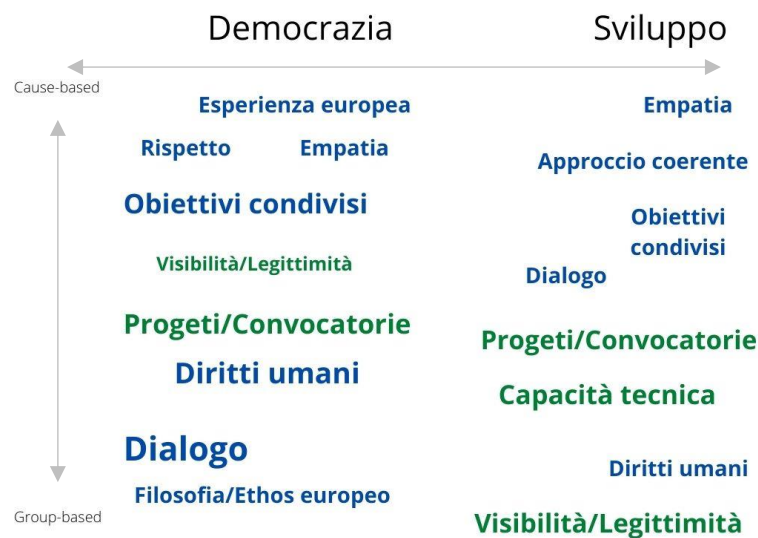 Democrazia Sviluppo
Cause-based
Esperienza europea Empatia
Rispetto Empatia
Approccio coerente
Obiettivi condivisi
Obiettivi
condivisi
Visibilità/Legittimità
Dialogo
Progeti/Convocatorie
Progeti/Convocatorie
Diritti umani
Capacità tecnica
Dialogo
Diritti umani
Filosofia/Ethos europeo
Group-based
Visibilità/Legittimità